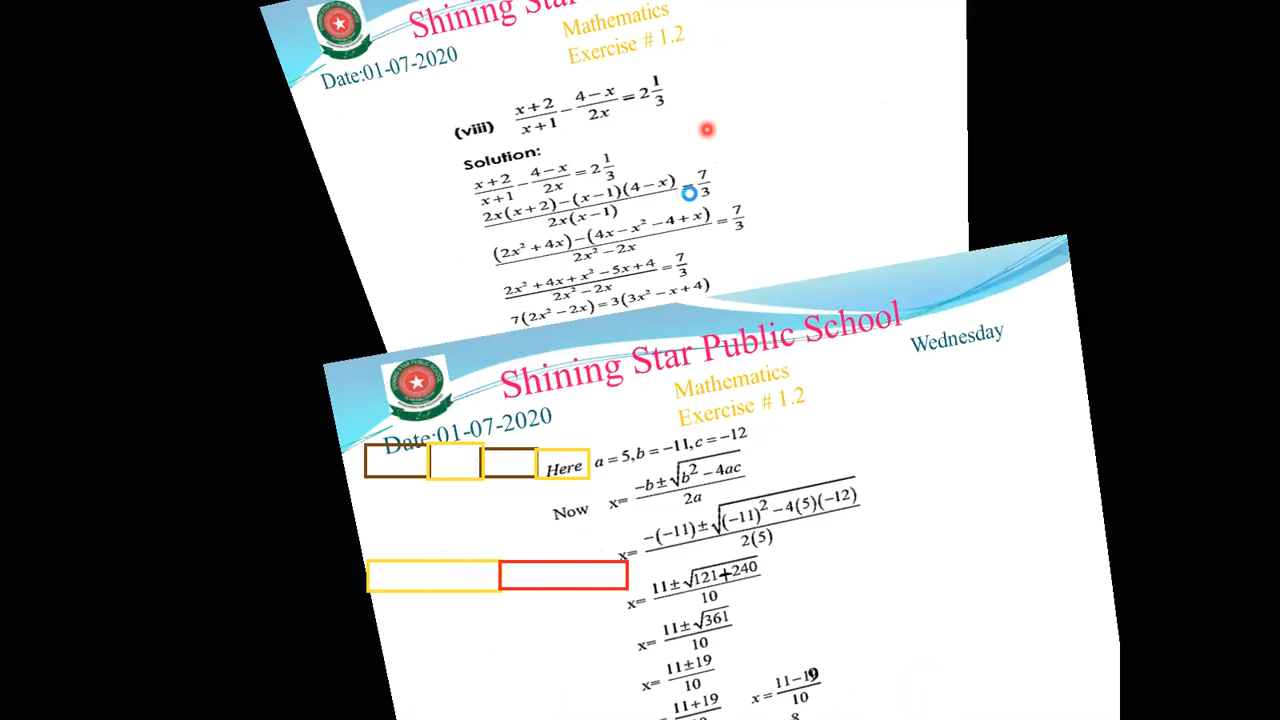 Shining Star
Mathematics
Date:01-07-2020
Exercise # 1.2
(viii) x+2/x+1 − 4−x/2x = 2 1/3
Solution:
x+2/x+1 − 4−x/2x = 2 1/3
2x(x+2)−(x−1)(4−x)/2x(x−1) = 7/3
(2x²+4x)−(4x−x²−4+x)/2x²−2x = 7/3
2x²+4x+x²−5x+4/2x²−2x = 7/3
7(2x²−2x)=3(3x²−x+4)
Shining Star Public School
Wednesday
Mathematics
Date:01-07-2020
Exercise # 1.2
Here a=5,b=−11,c=−12
Now x= −b±√b²−4ac/2a
x= −(−11)±√(−11)²−4(5)(−12)/2(5)
x= 11±√121+240/10
x= 11±√361/10
x= 11±19/10
11+19 x= 11−19/10
8